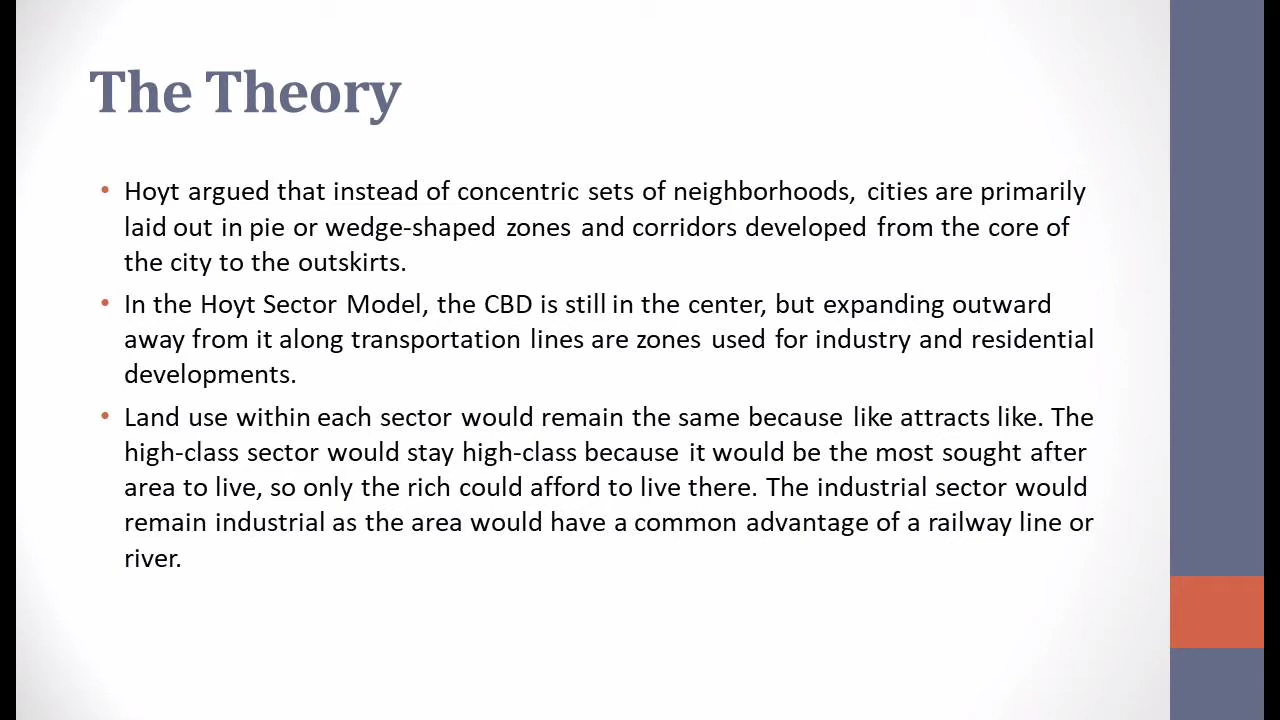 The Theory
• Hoyt argued that instead of concentric sets of neighborhoods, cities are primarily
laid out in pie or wedge-shaped zones and corridors developed from the core of
the city to the outskirts.
• In the Hoyt Sector Model, the CBD is still in the center, but expanding outward
away from it along transportation lines are zones used for industry and residential
developments.
• Land use within each sector would remain the same because like attracts like. The
high-class sector would stay high-class because it would be the most sought after
area to live, so only the rich could afford to live there. The industrial sector would
remain industrial as the area would have a common advantage of a railway line or
river.